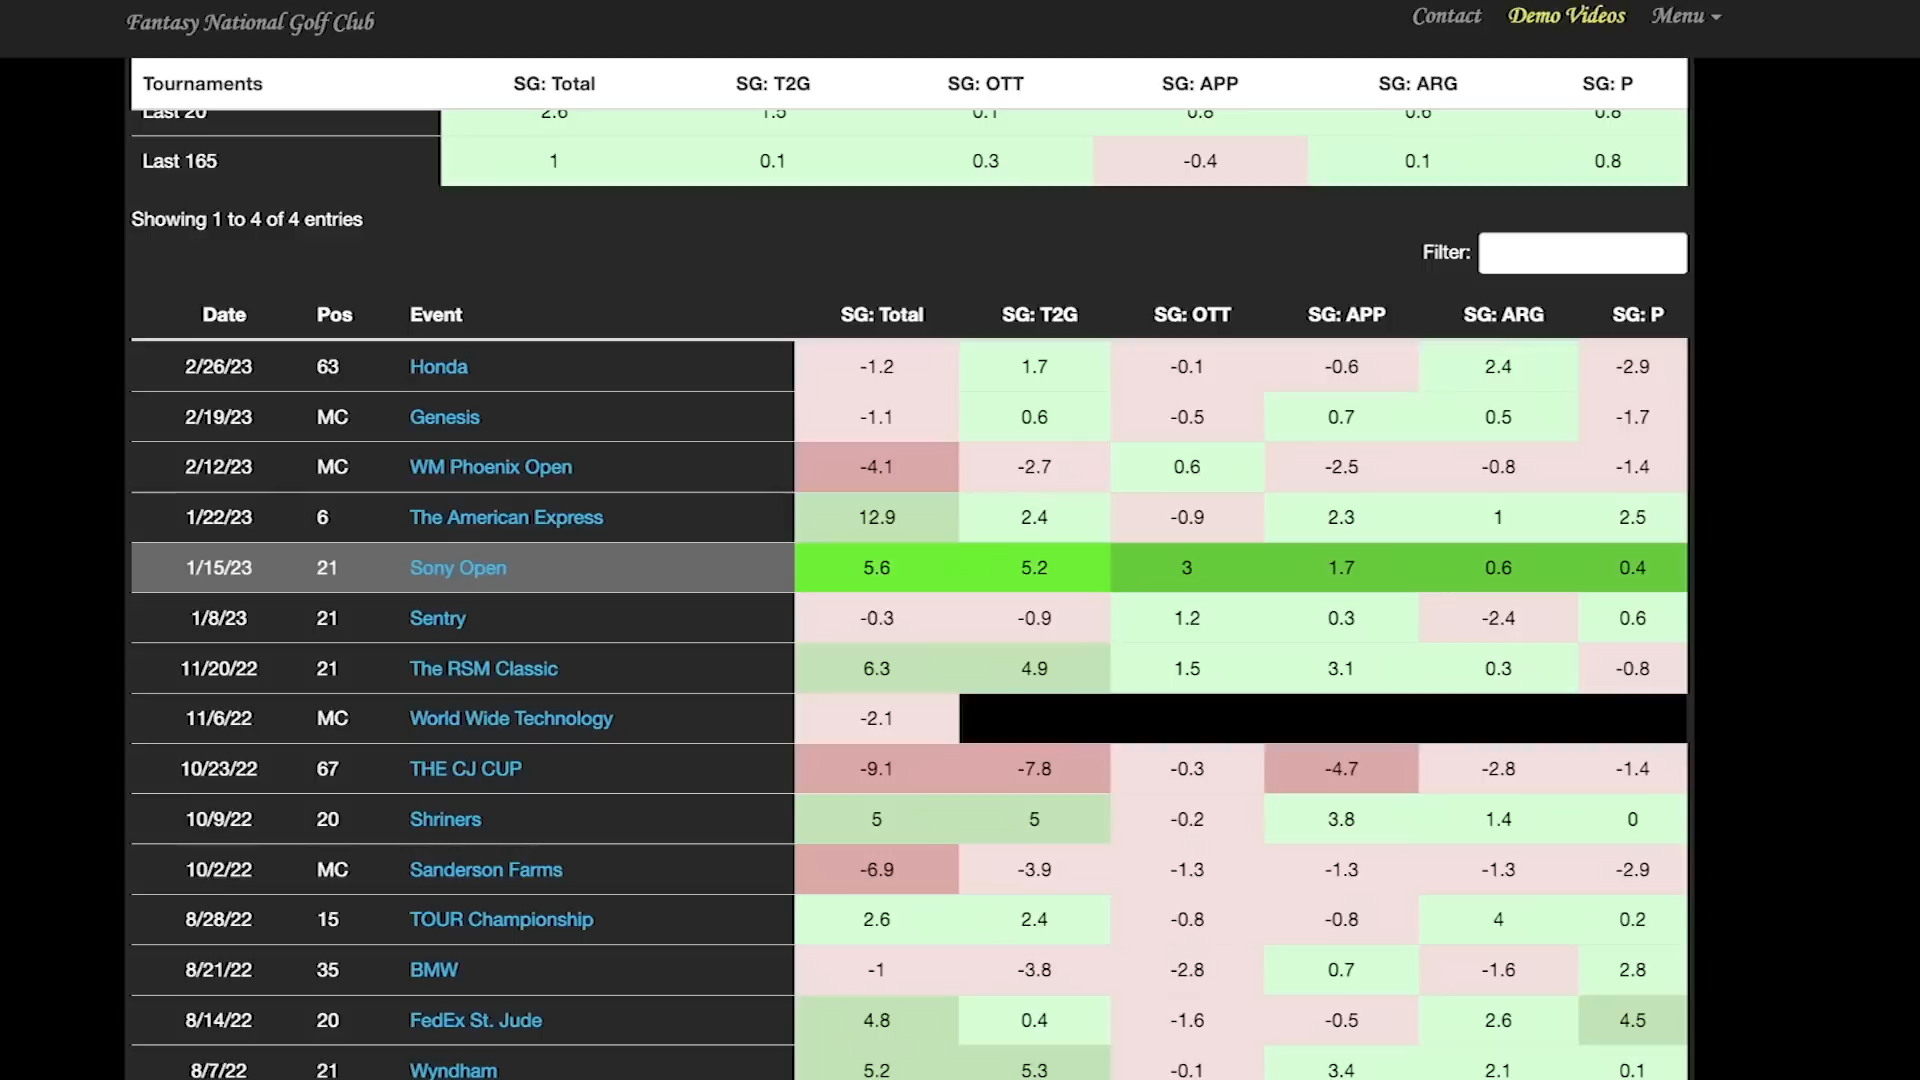 Fantasy National Golf Club Contact Demo Videos Menu
Tournaments SG: Total SG: T2G SG: OTT SG: APP SG: ARG SG: P
Last 20 2.6 1.5 0.1 0.8 0.6 0.8
Last 165 1 0.1 0.3 -0.4 0.1 0.8
Showing 1 to 4 of 4 entries
Filter:
Date Pos Event SG: Total SG: T2G SG: OTT SG: APP SG: ARG SG: P
2/26/23 63 Honda -1.2 1.7 -0.1 -0.6 2.4 -2.9
2/19/23 MC Genesis -1.1 0.6 -0.5 0.7 0.5 -1.7
2/12/23 MC WM Phoenix Open -4.1 -2.7 0.6 -2.5 -0.8 -1.4
1/22/23 6 The American Express 12.9 2.4 -0.9 2.3 1 2.5
1/15/23 21 Sony Open 5.6 5.2 3 1.7 0.6 0.4
1/8/23 21 Sentry -0.3 -0.9 1.2 0.3 -2.4 0.6
11/20/22 21 The RSM Classic 6.3 4.9 1.5 3.1 0.3 -0.8
11/6/22 MC World Wide Technology -2.1
10/23/22 67 THE CJ CUP -9.1 -7.8 -0.3 -4.7 -2.8 -1.4
10/9/22 20 Shriners 5 5 -0.2 3.8 1.4 0
10/2/22 MC Sanderson Farms -6.9 -3.9 -1.3 -1.3 -1.3 -2.9
8/28/22 15 TOUR Championship 2.6 2.4 -0.8 -0.8 4 0.2
8/21/22 35 BMW -1 -3.8 -2.8 0.7 -1.6 2.8
8/14/22 20 FedEx St. Jude 4.8 0.4 -1.6 -0.5 2.6 4.5
8/7/22 21 Wyndham 5.2 5.3 -0.1 3.4 2.1 0.1